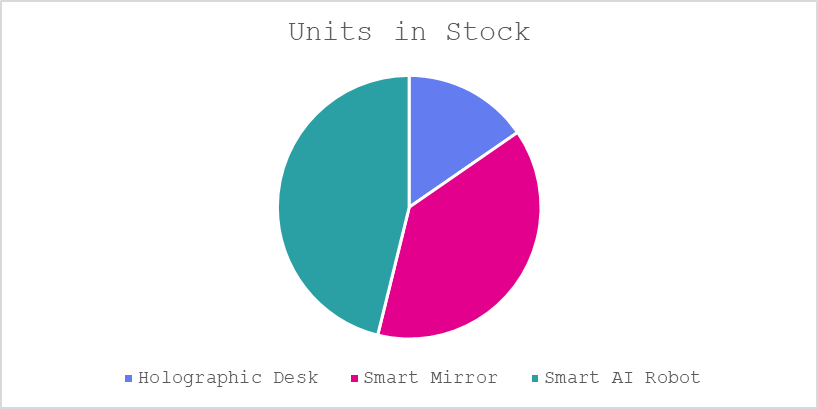 Units in Stock
Holographic Desk Smart Mirror Smart AI Robot